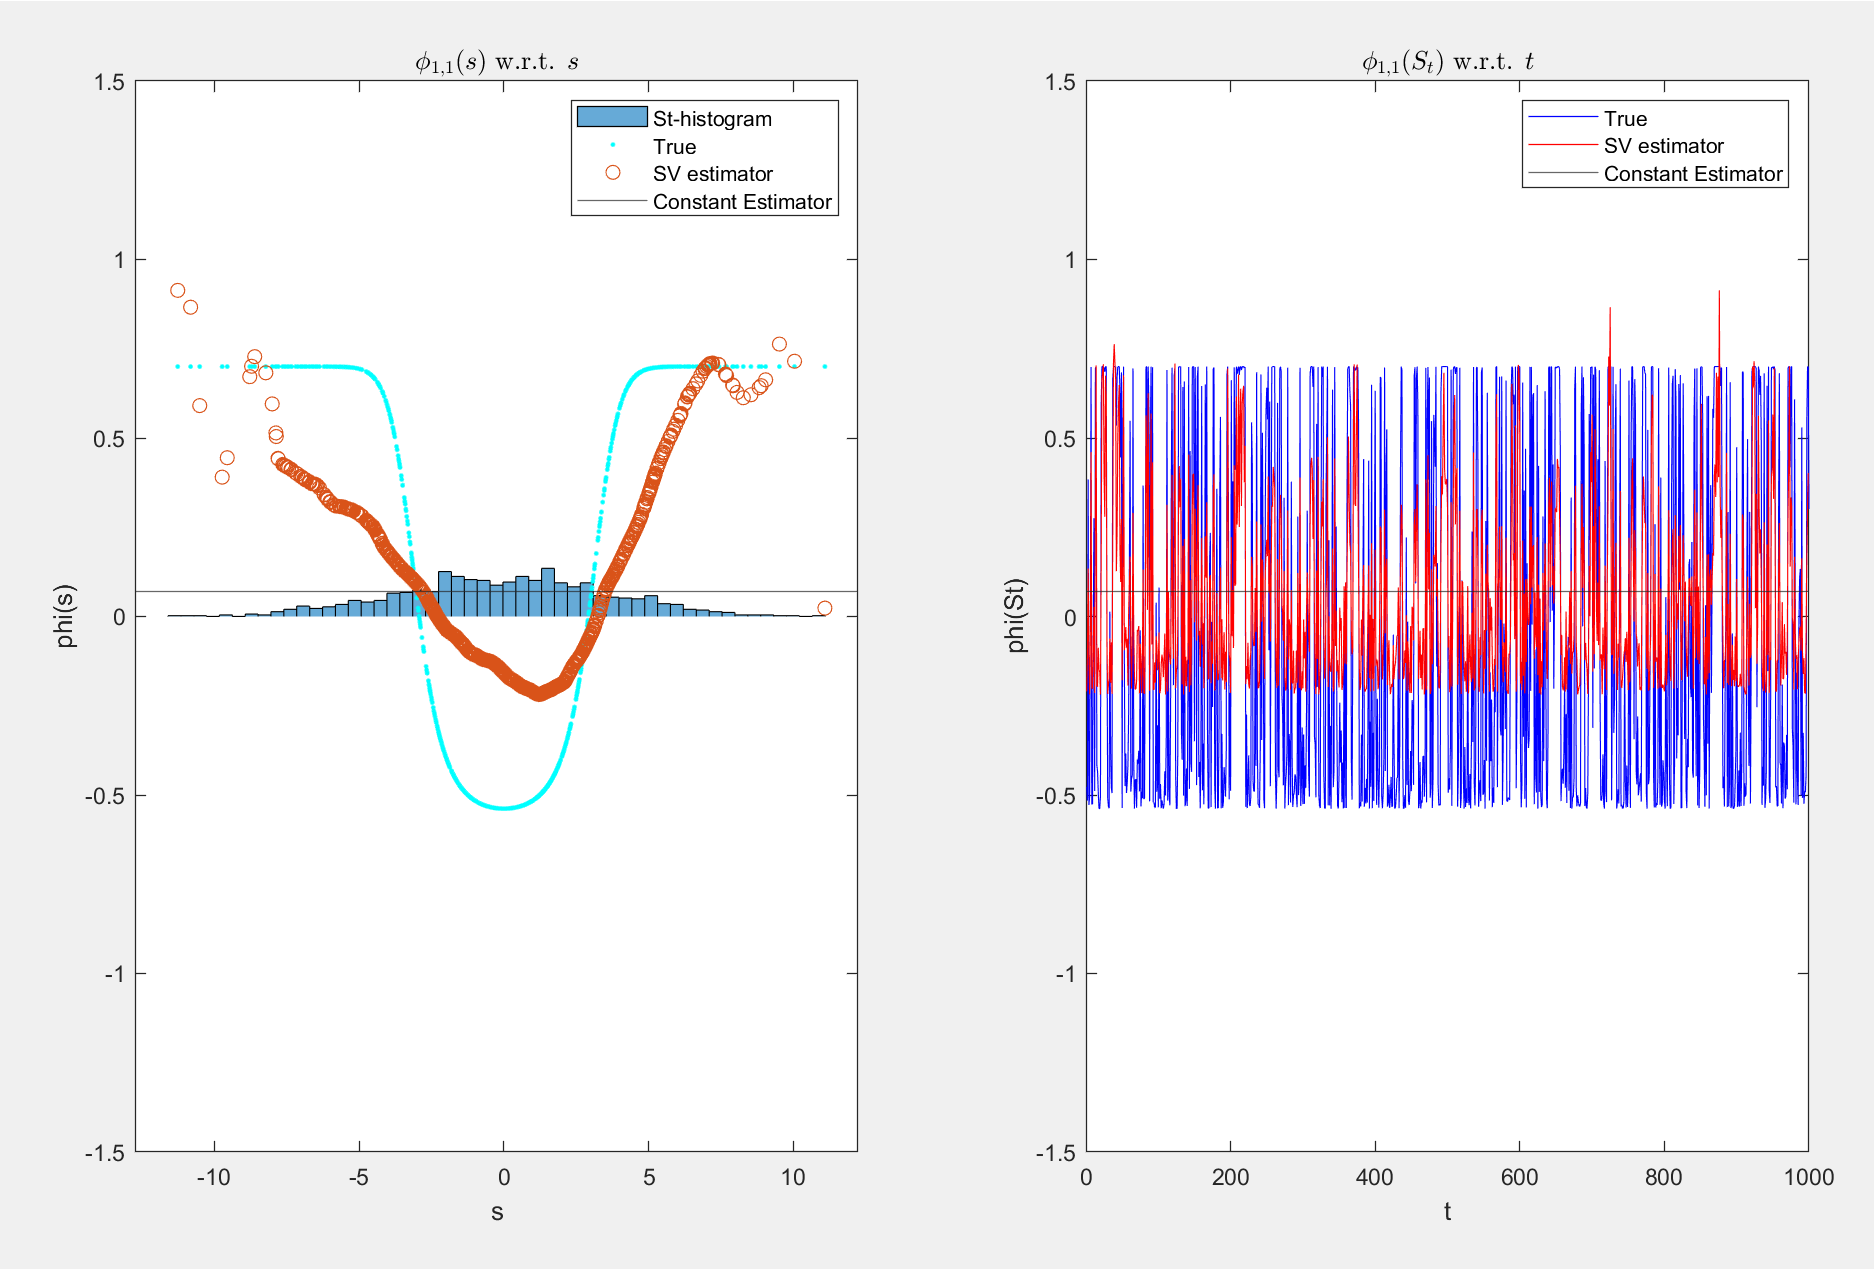 ϕ₁,₁(s) w.r.t. s
1.5
1
0.5
0
-0.5
-1
-1.5
phi(s)
-10 -5 0 5 10
s
St-histogram
True
SV estimator
Constant Estimator
ϕ₁,₁(Sₜ) w.r.t. t
1.5
1
0.5
0
-0.5
-1
-1.5
phi(St)
0 200 400 600 800 1000
t
True
SV estimator
Constant Estimator